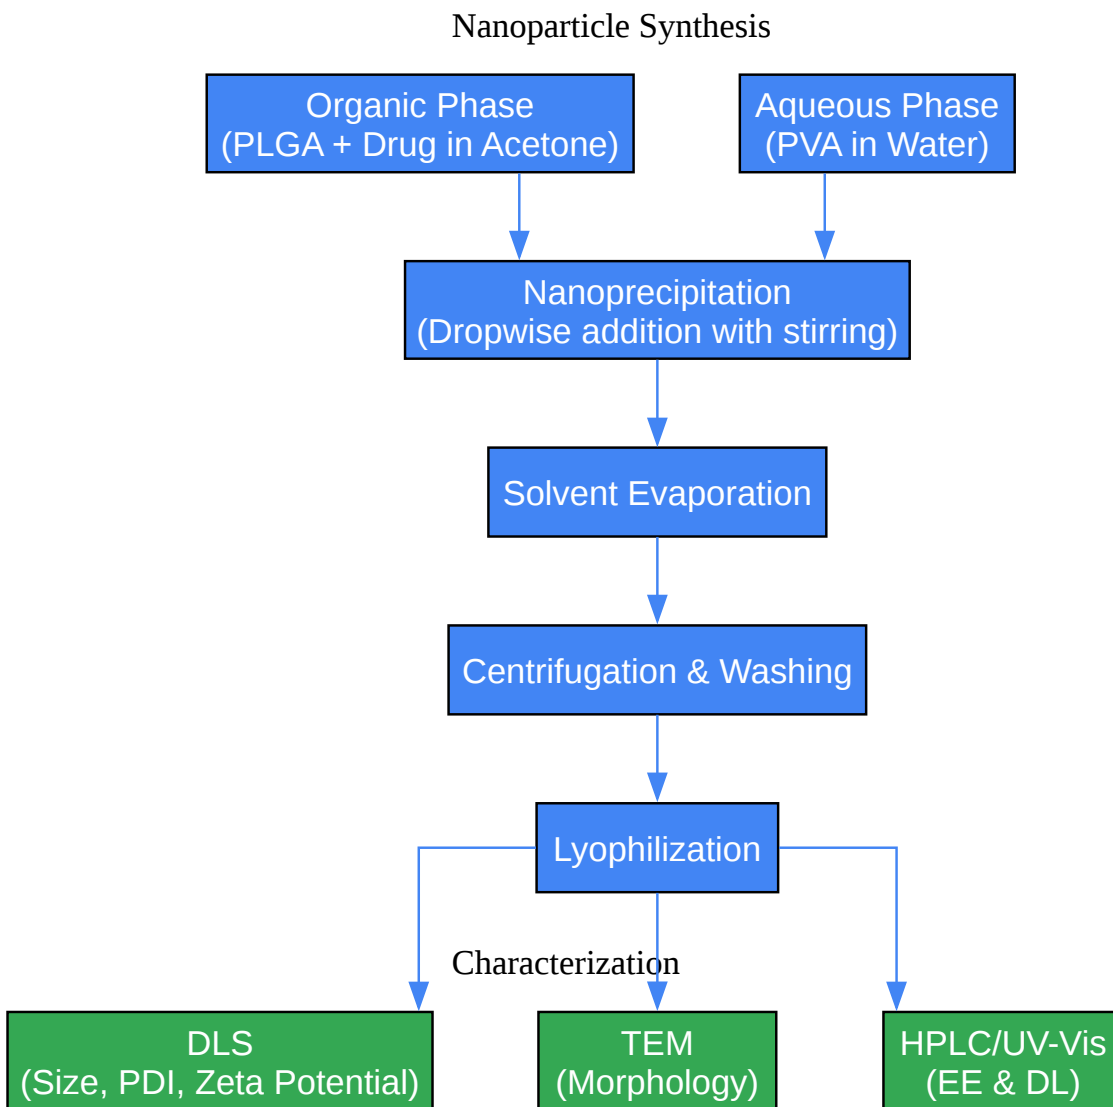 Nanoparticle Synthesis
Organic Phase
(PLGA + Drug in Acetone)
Aqueous Phase
(PVA in Water)
Nanoprecipitation
(Dropwise addition with stirring)
Solvent Evaporation
Centrifugation & Washing
Lyophilization
Characterization
DLS
(Size, PDI, Zeta Potential)
TEM
(Morphology)
HPLC/UV-Vis
(EE & DL)